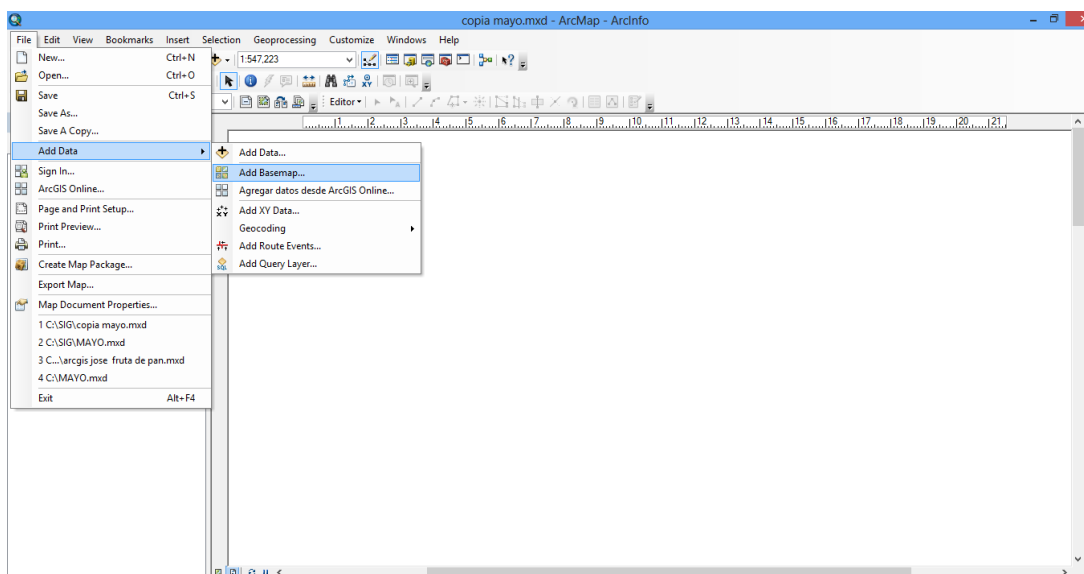 copia mayo.mxd - ArcMap - ArcInfo
File Edit View Bookmarks Insert Selection Geoprocessing Customize Windows Help
New... Ctrl+N
1:547.223
Open... Ctrl+O
Save Ctrl+S
Editor
Save As...
Save A Copy...
1 2 3 4 5 6 7 8 9 10 11 12 13 14 15 16 17 18 19 20 21
Add Data
Add Data...
Add Basemap...
Agregar datos desde ArcGIS Online...
Add XY Data...
Geocoding
Add Route Events...
SQL Add Query Layer...
Sign In...
ArcGIS Online...
Page and Print Setup...
Print Preview...
Print...
Create Map Package...
Export Map...
Map Document Properties...
1 C:\SIG\copia mayo.mxd
2 C:\SIG\MAYO.mxd
3 C...\arcgis jose fruta de pan.mxd
4 C:\MAYO.mxd
Exit Alt+F4